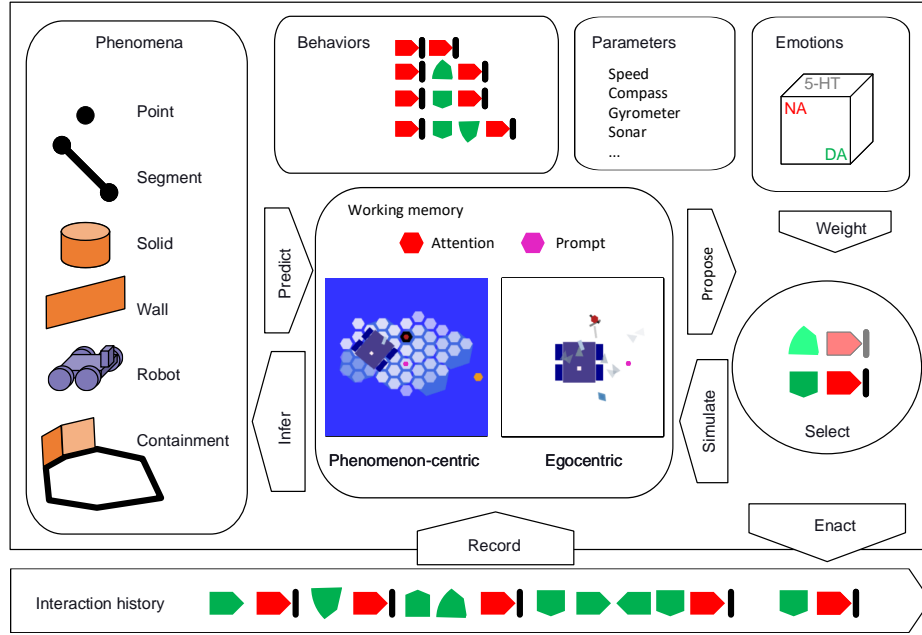 Phenomena
Point
Segment
Solid
Wall
Robot
Containment
Behaviors
Parameters
Speed
Compass
Gyrometer
Sonar
...
Emotions
5-HT
NA
DA
Predict
Infer
Working memory
Attention
Prompt
Phenomenon-centric
Egocentric
Propose
Simulate
Weight
Select
Enact
Record
Interaction history